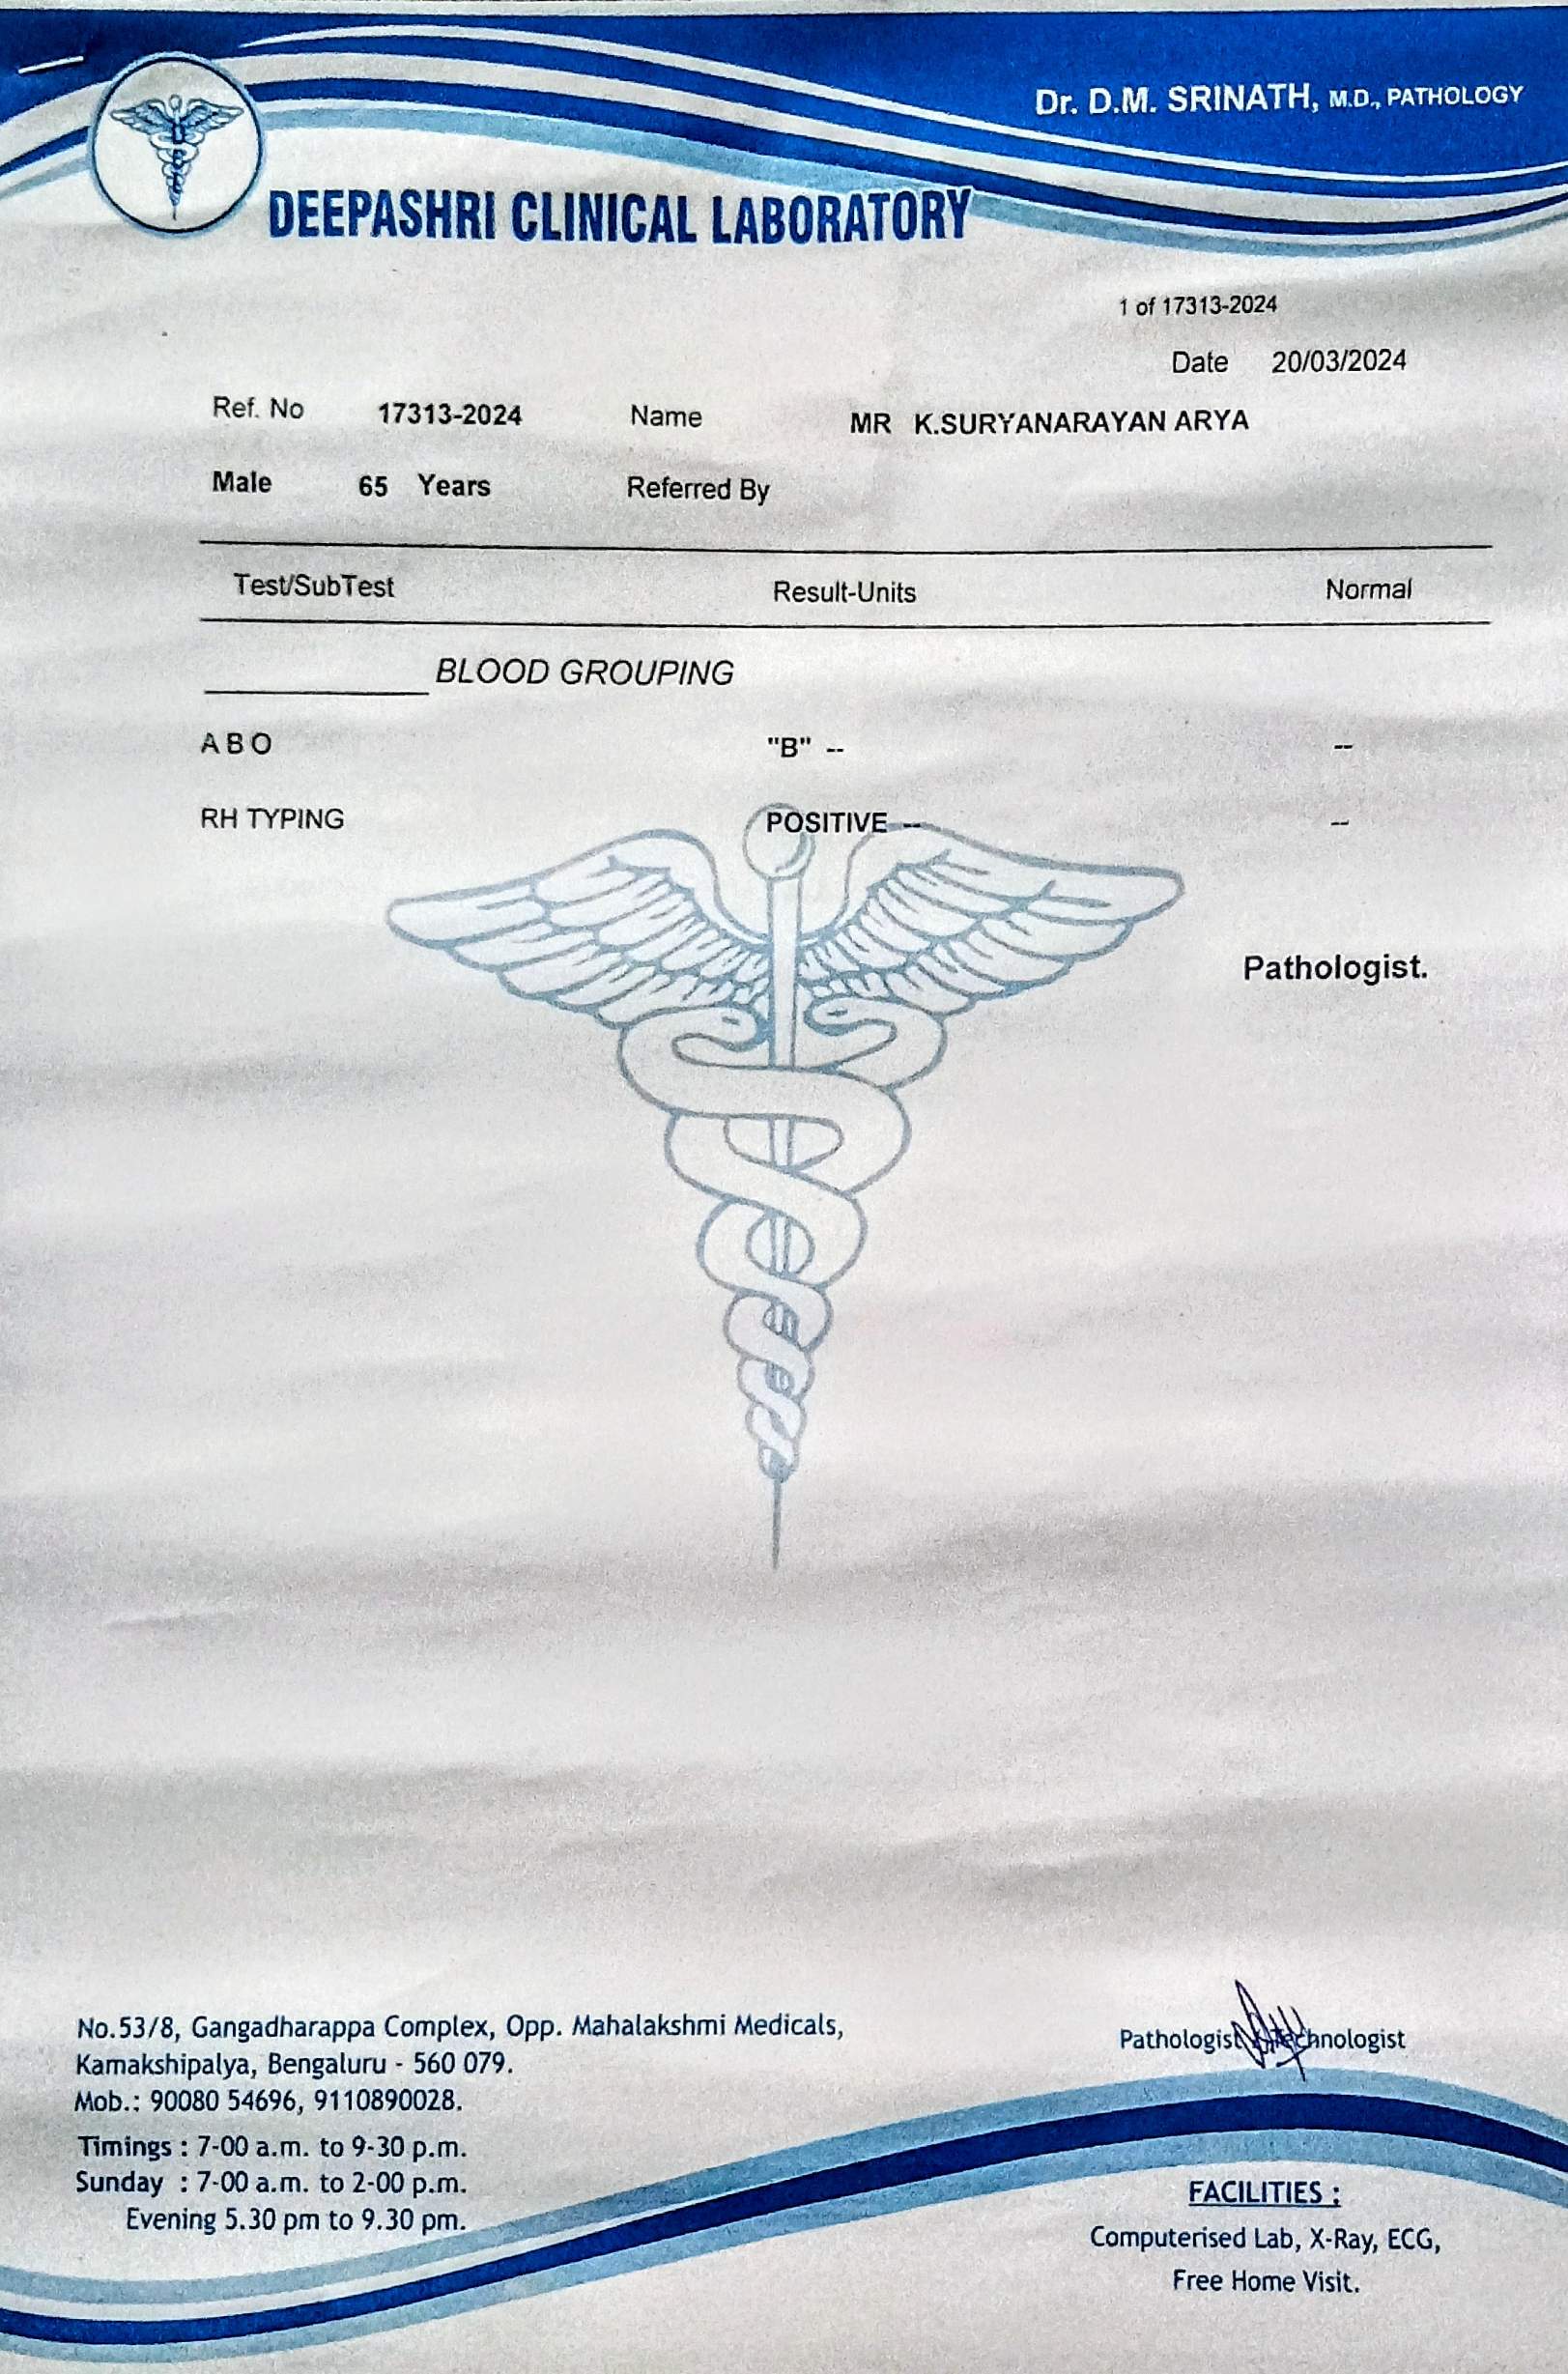 Dr. D.M. SRINATH, M.D., PATHOLOGY
DEEPASHRI CLINICAL LABORATORY
1 of 17313-2024
Date 20/03/2024
Ref. No 17313-2024 Name MR K.SURYANARAYAN ARYA
Male 65 Years Referred By
Test/SubTest Result-Units Normal
BLOOD GROUPING
A B O "B" -- --
RH TYPING POSITIVE -- --
Pathologist.
No.53/8, Gangadharappa Complex, Opp. Mahalakshmi Medicals,
Kamakshipalya, Bengaluru - 560 079.
Mob.: 90080 54696, 9110890028.
Timings : 7-00 a.m. to 9-30 p.m.
Sunday : 7-00 a.m. to 2-00 p.m.
Evening 5.30 pm to 9.30 pm.
Pathologist Technologist
FACILITIES :
Computerised Lab, X-Ray, ECG,
Free Home Visit.